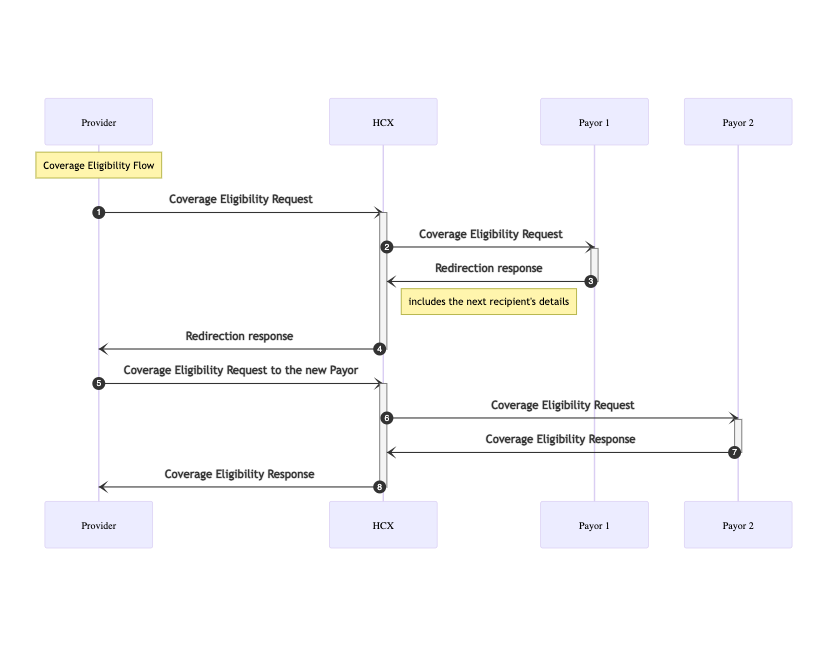 Provider
HCX
Payor 1
Payor 2
Coverage Eligibility Flow
Coverage Eligibility Request
1
Coverage Eligibility Request
2
Redirection response
3
includes the next recipient's details
Redirection response
4
Coverage Eligibility Request to the new Payor
5
Coverage Eligibility Request
6
Coverage Eligibility Response
7
Coverage Eligibility Response
8
Provider
HCX
Payor 1
Payor 2